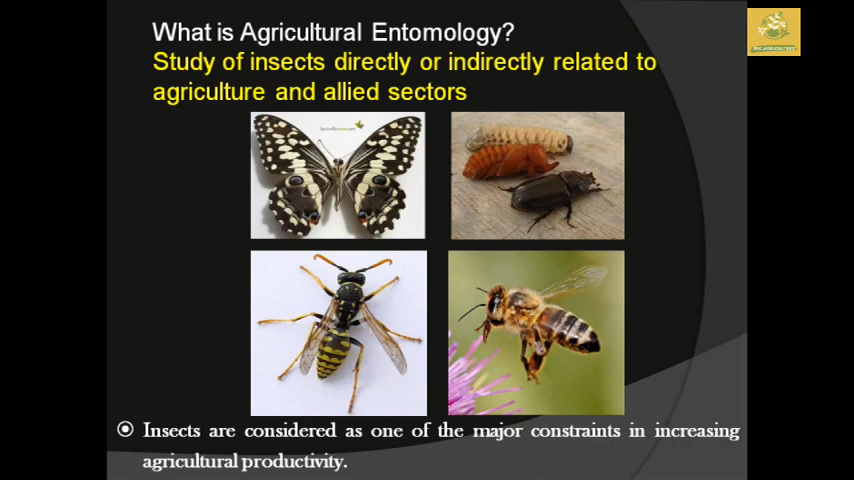 What is Agricultural Entomology?
Study of insects directly or indirectly related to
agriculture and allied sectors
Insects are considered as one of the major constraints in increasing
agricultural productivity.